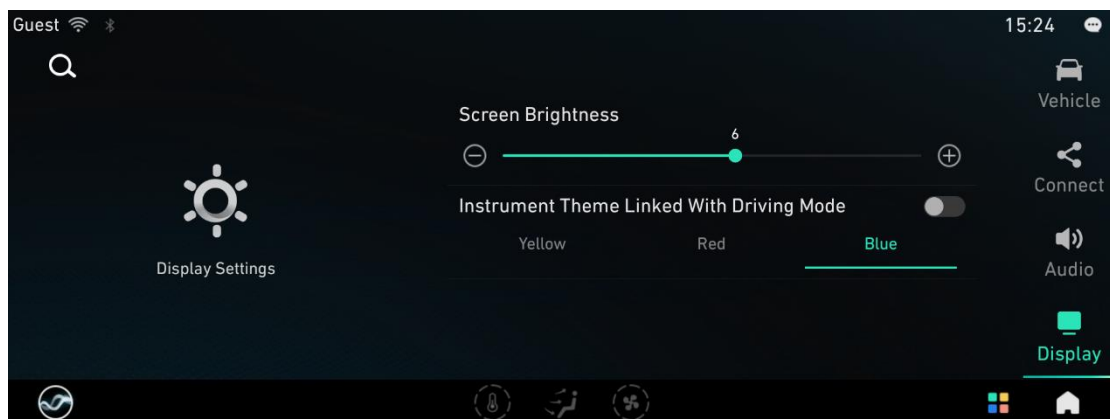 Guest
15:24
Vehicle
Screen Brightness
6
Connect
Instrument Theme Linked With Driving Mode
Yellow Red Blue
Display Settings
Audio
Display